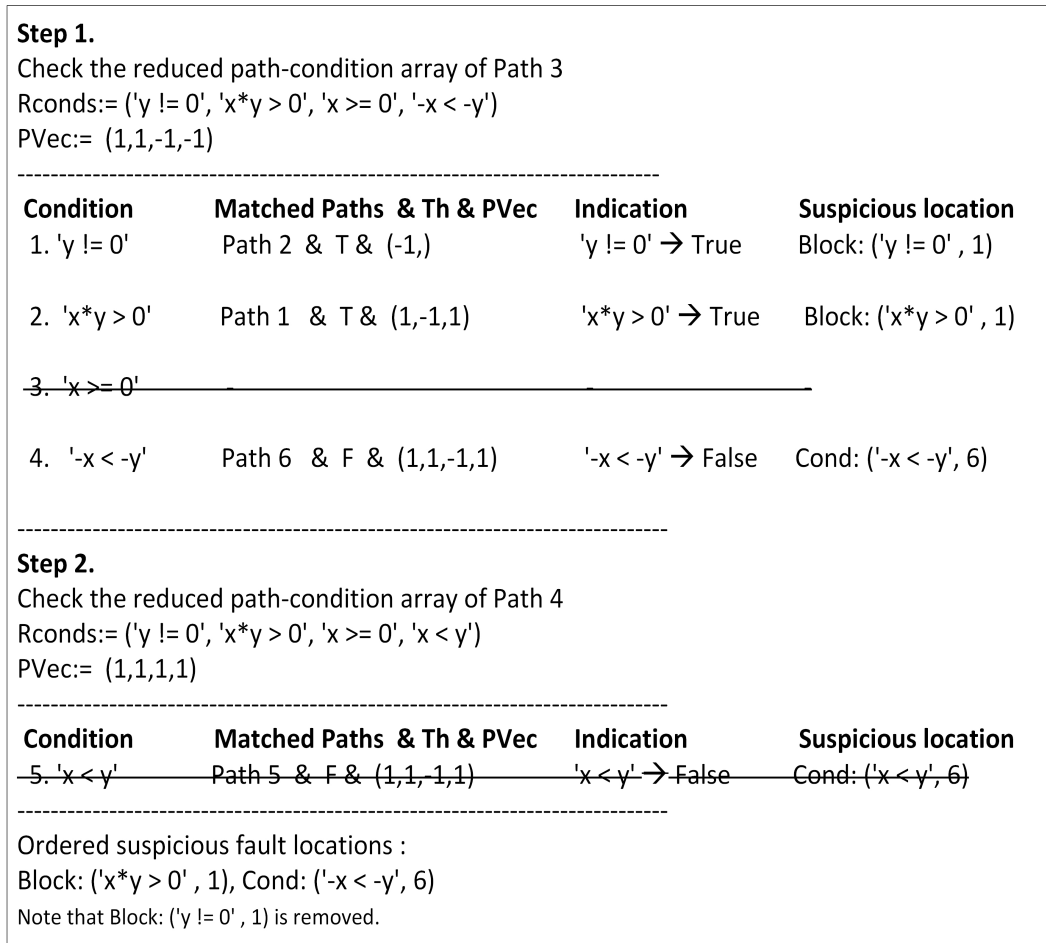 Step 1.
Check the reduced path-condition array of Path 3
Rconds:= ('y != 0', 'x*y > 0', 'x >= 0', '-x < -y')
PVec:= (1,1,-1,-1)
------------------------------------------------------------------------------
Condition Matched Paths & Th & PVec Indication Suspicious location
1. 'y != 0' Path 2 & T & (-1,) 'y != 0' → True Block: ('y != 0' , 1)
2. 'x*y > 0' Path 1 & T & (1,-1,1) 'x*y > 0' → True Block: ('x*y > 0' , 1)
3. 'x >= 0' - - -
4. '-x < -y' Path 6 & F & (1,1,-1,1) '-x < -y' → False Cond: ('-x < -y', 6)
-------------------------------------------------------------------------------
Step 2.
Check the reduced path-condition array of Path 4
Rconds:= ('y != 0', 'x*y > 0', 'x >= 0', 'x < y')
PVec:= (1,1,1,1)
-------------------------------------------------------------------------------
Condition Matched Paths & Th & PVec Indication Suspicious location
5. 'x < y' Path 5 & F & (1,1,-1,1) 'x < y' → False Cond: ('x < y', 6)
-------------------------------------------------------------------------------
Ordered suspicious fault locations :
Block: ('x*y > 0' , 1), Cond: ('-x < -y', 6)
Note that Block: ('y != 0' , 1) is removed.